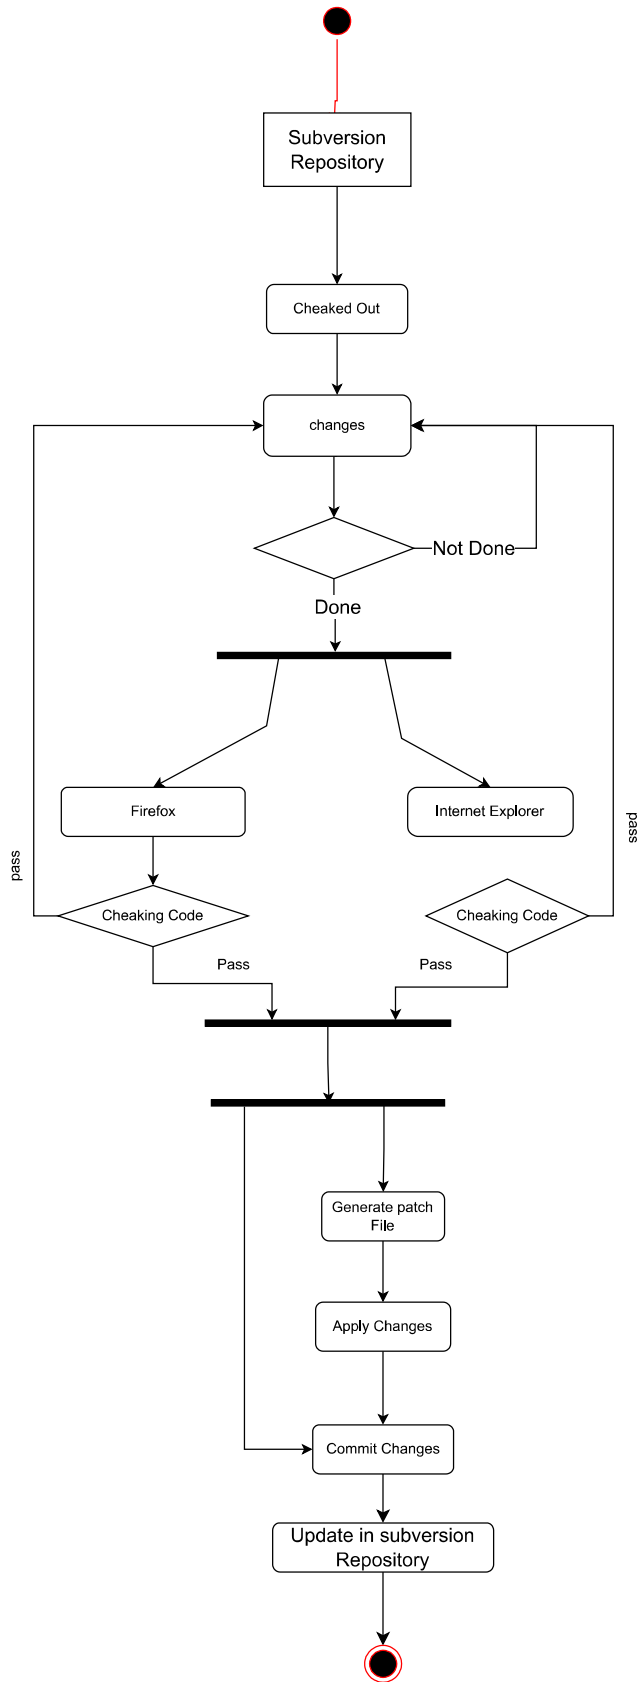 Subversion
Repository
Cheaked Out
changes
Not Done
Done
Firefox
Internet Explorer
pass
pass
Cheaking Code
Cheaking Code
Pass
Pass
Generate patch
File
Apply Changes
Commit Changes
Update in subversion
Repository